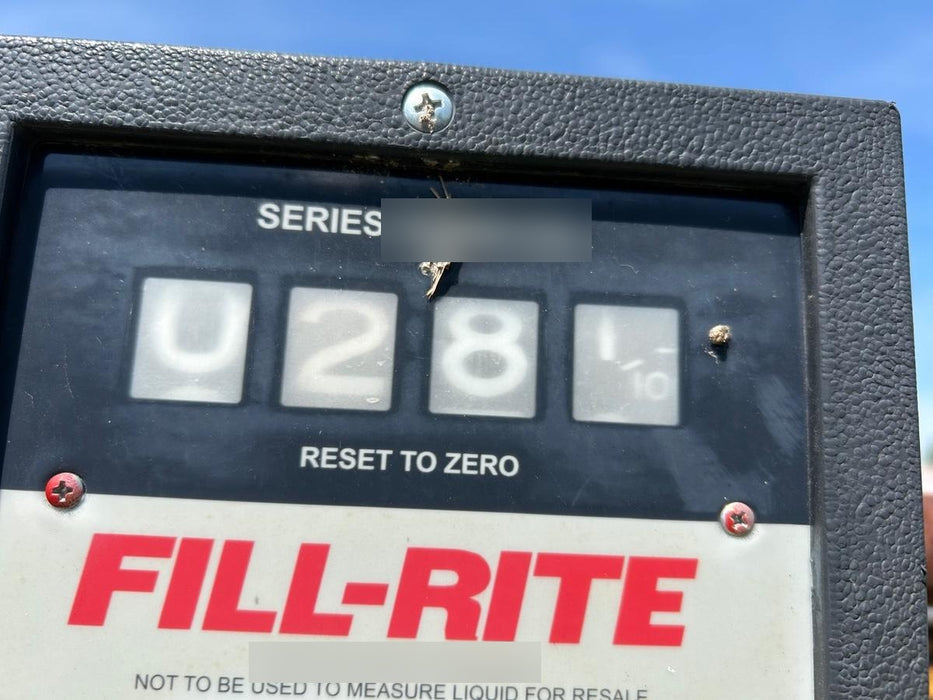 SERIES
0 2 8 1/10
RESET TO ZERO
FILL-RITE
NOT TO BE USED TO MEASURE LIQUID FOR RESALE